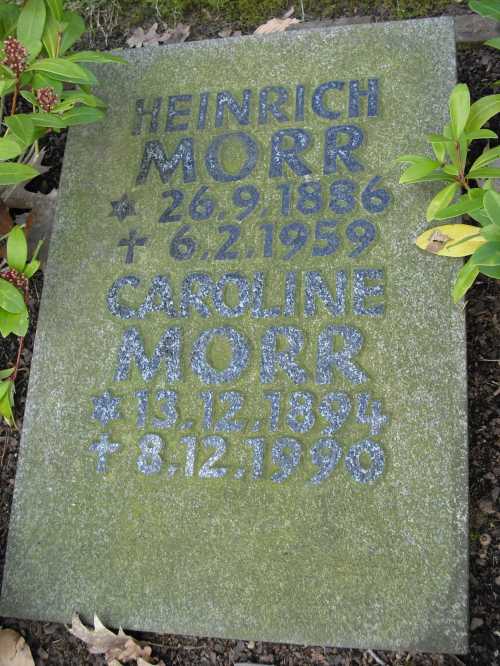 HEINRICH
MORR
✶ 26.9.1886
✝ 6.2.1959
CAROLINE
MORR
✶ 13.12.1894
✝ 8.12.1990